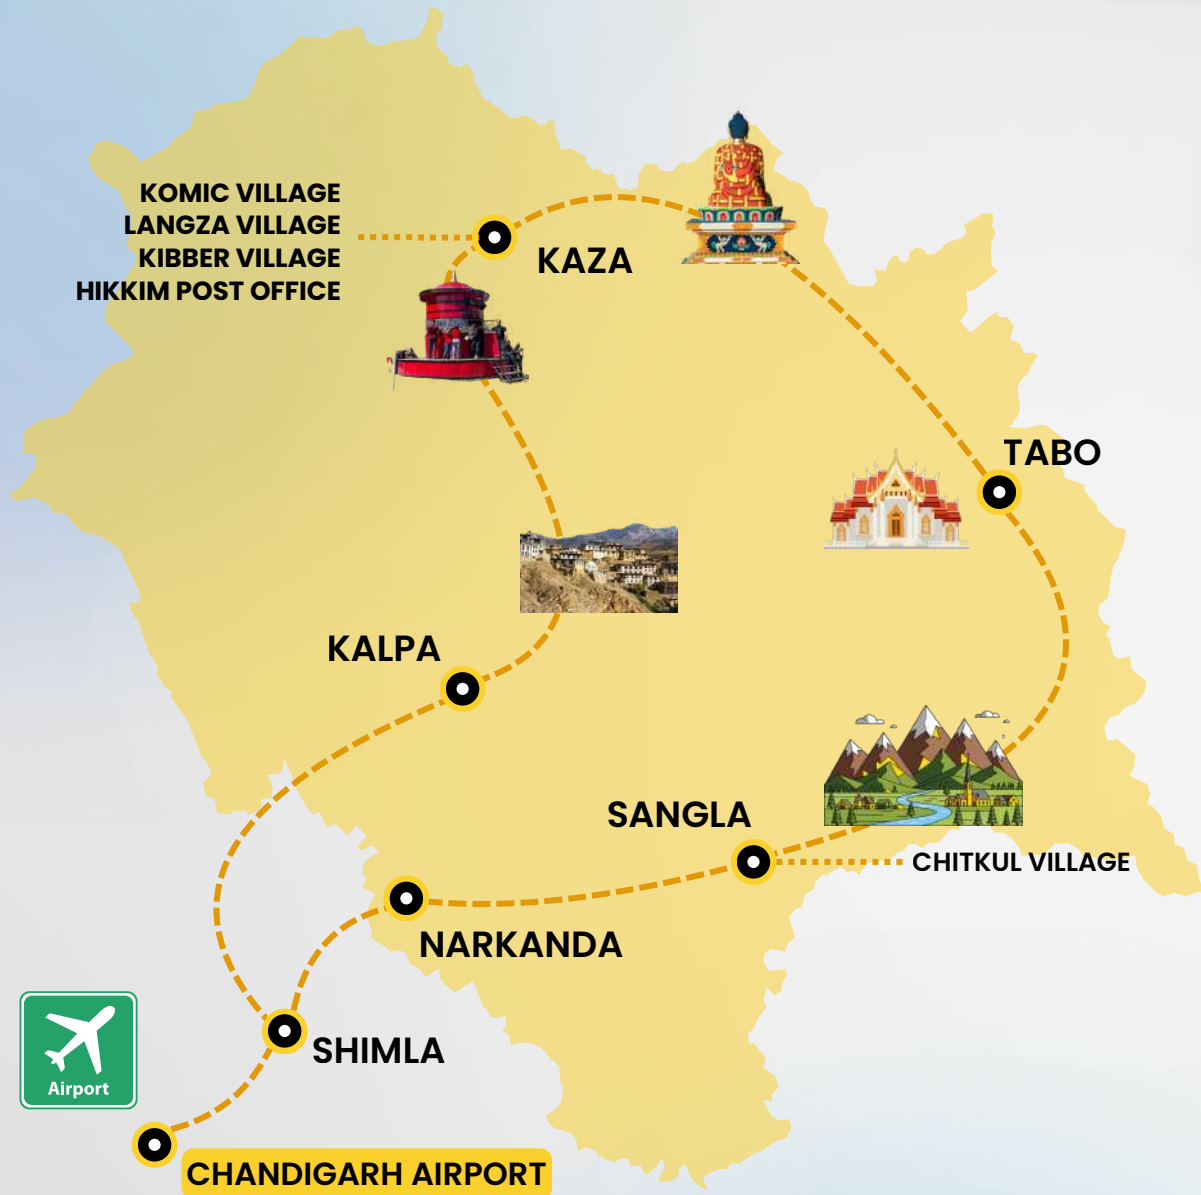 KOMIC VILLAGE
LANGZA VILLAGE
KIBBER VILLAGE
HIKKIM POST OFFICE
KAZA
TABO
KALPA
SANGLA
CHITKUL VILLAGE
NARKANDA
SHIMLA
Airport
CHANDIGARH AIRPORT